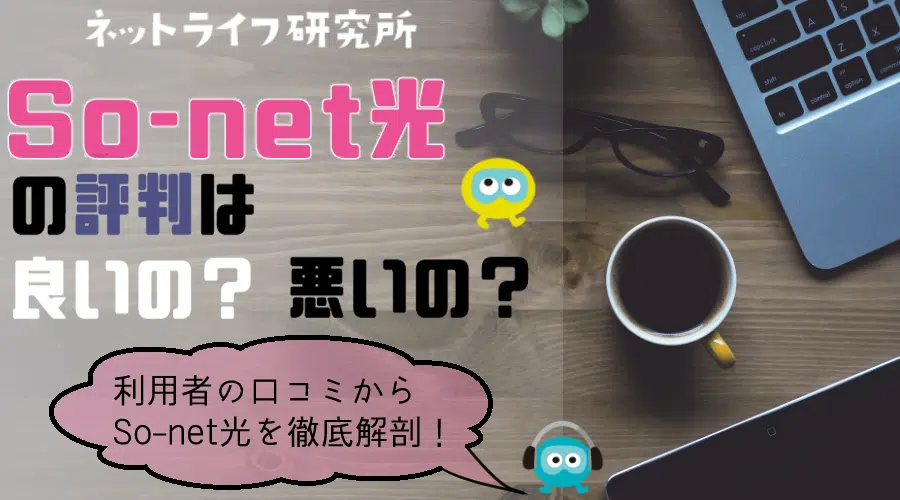 ネットライフ研究所
So-net光
の評判は
良いの？ 悪いの？
利用者の口コミから
So-net光を徹底解剖！